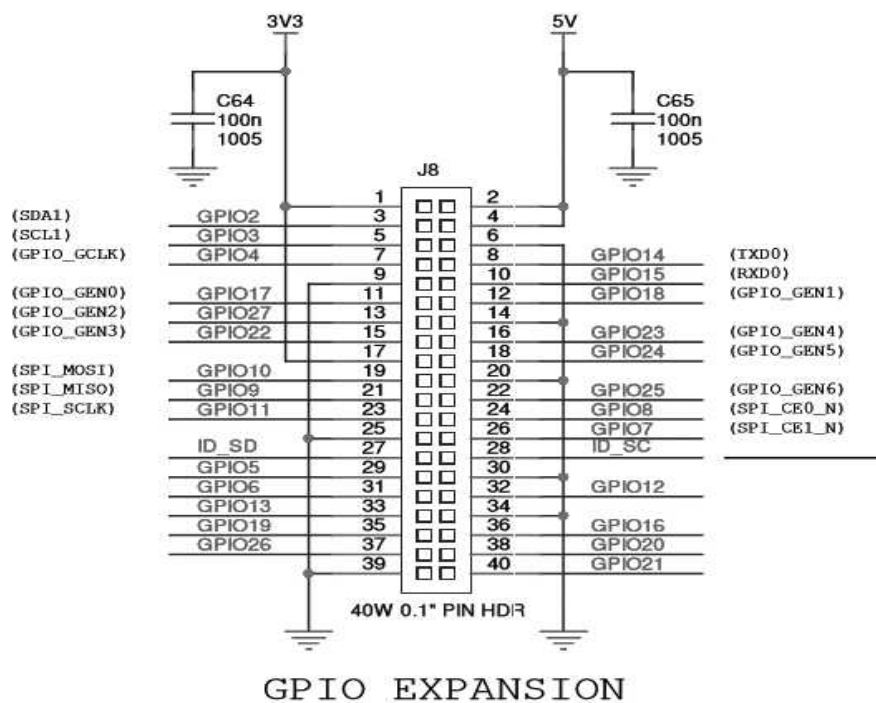 3V3 5V
C64 C65
100n 100n
1005 1005
J8
1 2
(SDA1) GPIO2 3 4
(SCL1) GPIO3 5 6
(GPIO_GCLK) GPIO4 7 8 GPIO14 (TXD0)
9 10 GPIO15 (RXD0)
(GPIO_GEN0) GPIO17 11 12 GPIO18 (GPIO_GEN1)
(GPIO_GEN2) GPIO27 13 14
(GPIO_GEN3) GPIO22 15 16 GPIO23 (GPIO_GEN4)
17 18 GPIO24 (GPIO_GEN5)
(SPI_MOSI) GPIO10 19 20
(SPI_MISO) GPIO9 21 22 GPIO25 (GPIO_GEN6)
(SPI_SCLK) GPIO11 23 24 GPIO8 (SPI_CE0_N)
25 26 GPIO7 (SPI_CE1_N)
ID_SD 27 28 ID_SC
GPIO5 29 30
GPIO6 31 32 GPIO12
GPIO13 33 34
GPIO19 35 36 GPIO16
GPIO26 37 38 GPIO20
39 40 GPIO21
40W 0.1" PIN HDR
GPIO EXPANSION